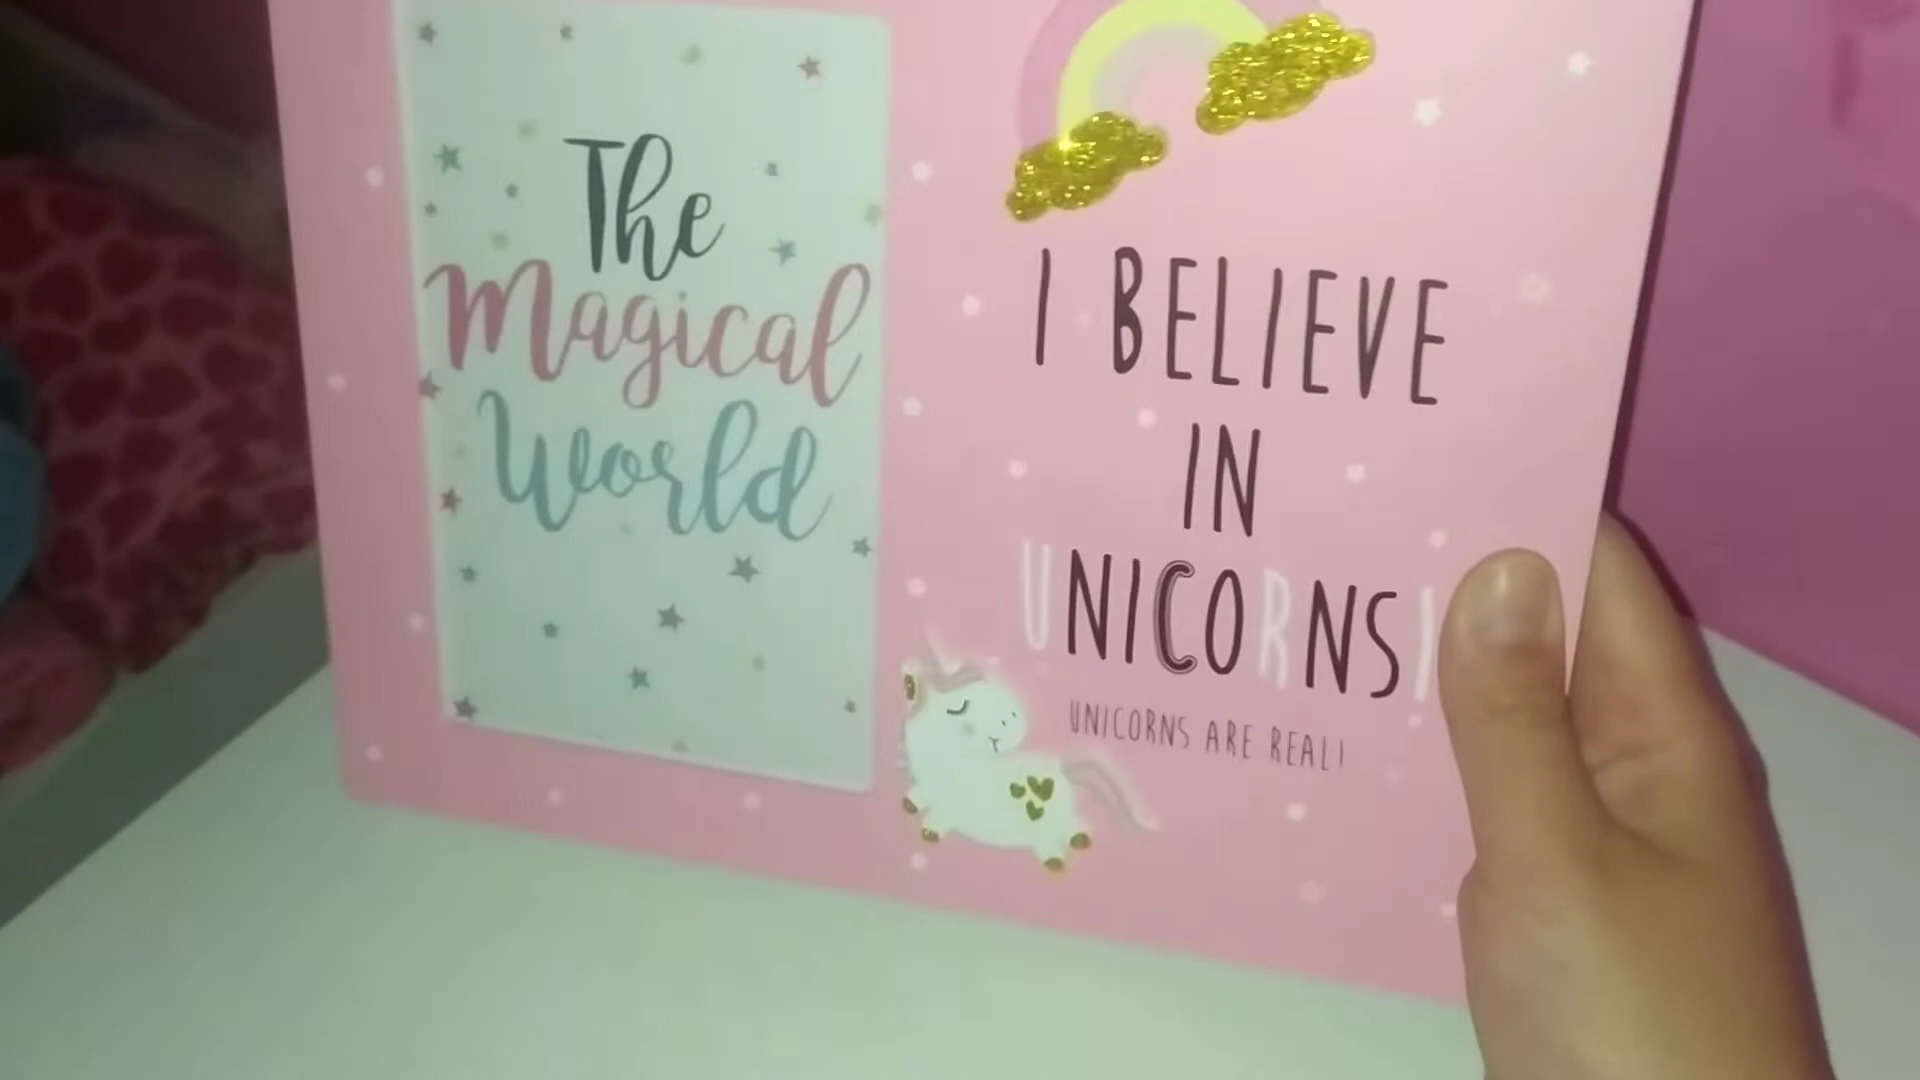 The
Magical
World
I BELIEVE
IN
UNICORNS!
UNICORNS ARE REAL!